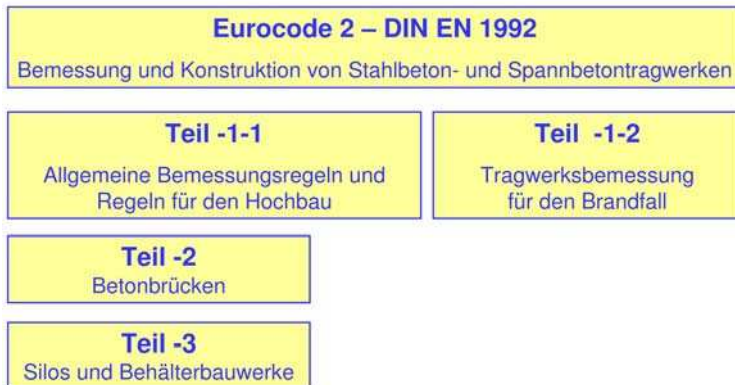 Eurocode 2 – DIN EN 1992
Bemessung und Konstruktion von Stahlbeton- und Spannbetontragwerken
Teil -1-1
Allgemeine Bemessungsregeln und
Regeln für den Hochbau
Teil -1-2
Tragwerksbemessung
für den Brandfall
Teil -2
Betonbrücken
Teil -3
Silos und Behälterbauwerke